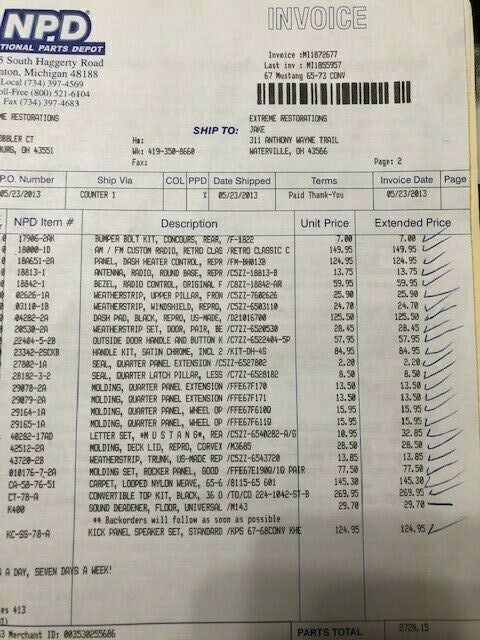 NPD
INVOICE
TIONAL PARTS DEPOT
5 South Haggerty Road
nton, Michigan 48188
Local (734) 397-4569
oll-Free (800) 521-6104
Fax (734) 397-4683
Invoice :MI1872677
Last inv : MI1855957
67 Mustang 65-73 CONV
ME RESTORATIONS
EXTREME RESTORATIONS
SHIP TO:
JAKE
OBBLER CT
Hm:
311 ANTHONY WAYNE TRAIL
BURG, OH 43551
Wk: 419-350-8660
WATERVILLE, OH 43566
Fax:
Page: 2
P.O. Number Ship Via COL PPD Date Shipped Terms Invoice Date Page
05/23/2013 COUNTER 1 X 05/23/2013 Paid Thank-You 05/23/2013
NPD Item # Description Unit Price Extended Price
17906-2AK BUMPER BOLT KIT, CONCOURS, REAR, /F-1822 7.00 7.00
18000-1D AM / FM CUSTOM RADIO, RETRO CLAS /RETRO CLASSIC C 149.95 149.95
18A651-2A PANEL, DASH HEATER CONTROL, REPR /FM-BH013B 124.95 124.95
18813-1 ANTENNA, RADIO, ROUND BASE, REPR /C5ZZ-18813-B 13.75 13.75
18842-1 BEZEL, RADIO CONTROL, ORIGINAL F /C8ZZ-18842-AR 59.95 59.95
02626-1A WEATHERSTRIP, UPPER PILLAR, FRON /C5ZZ-7602626 25.90 25.90
03110-1B WEATHERSTRIP, WINDSHIELD, REPRO, /C5ZZ-6503110 24.70 24.70
04282-2A DASH PAD, BLACK, REPRO, US-MADE, /D21016700 125.50 125.50
20530-2A WEATHERSTRIP SET, DOOR, PAIR, BE /C7ZZ-6520530 28.45 28.45
22404-5-2B OUTSIDE DOOR HANDLE AND BUTTON K /C7ZZ-6522404-5P 57.95 57.95
23342-2SCKB HANDLE KIT, SATIN CHROME, INCL 2 /KIT-DH-4S 84.95 84.95
27802-1A SEAL, QUARTER PANEL EXTENSION /C5ZZ-6527802 2.20 2.20
28182-3-2 SEAL, QUARTER LATCH PILLAR, LESS /C7ZZ-6528182 8.50 8.50
29078-2A MOLDING, QUARTER PANEL EXTENSION /FFE67F170 13.50 13.50
29079-2A MOLDING, QUARTER PANEL EXTENSION /FFE67F171 13.50 13.50
29164-1A MOLDING, QUARTER PANEL, WHEEL OP /FFE67F610Q 15.95 15.95
29165-1A MOLDING, QUARTER PANEL, WHEEL OP /FFE67F611Q 15.95 15.95
40282-17AD LETTER SET, *M U S T A N G*, REA /C5ZZ-6540282-A/G 10.95 32.85
42512-2A MOLDING, DECK LID, REPRO, CONVEX /M3685 28.50 28.50
43720-2B WEATHERSTRIP, TRUNK, US-MADE REP /C5ZZ-6543720 13.85 13.85
010176-7-2A MOLDING SET, ROCKER PANEL, GOOD /FFE67E190Q/1Q PAIR 77.50 77.50
CA-58-76-51 CARPET, LOOPED NYLON WEAVE, 65-6 /8115-65 601 145.30 145.30
CT-78-A CONVERTIBLE TOP KIT, BLACK, 36 O /TO/CD 224-1042-ST-B 269.95 269.95
K400 SOUND DEADENER, FLOOR, UNIVERSAL /M143 29.70 29.70
** Backorders will follow as soon as possible
KC-SS-78-A KICK PANEL SPEAKER SET, STANDARD /KPS 67-68CONV KHE 124.95 124.95
S A DAY, SEVEN DAYS A WEEK!
es 413
53 Merchant ID: 003530255686
PARTS TOTAL 2728.15